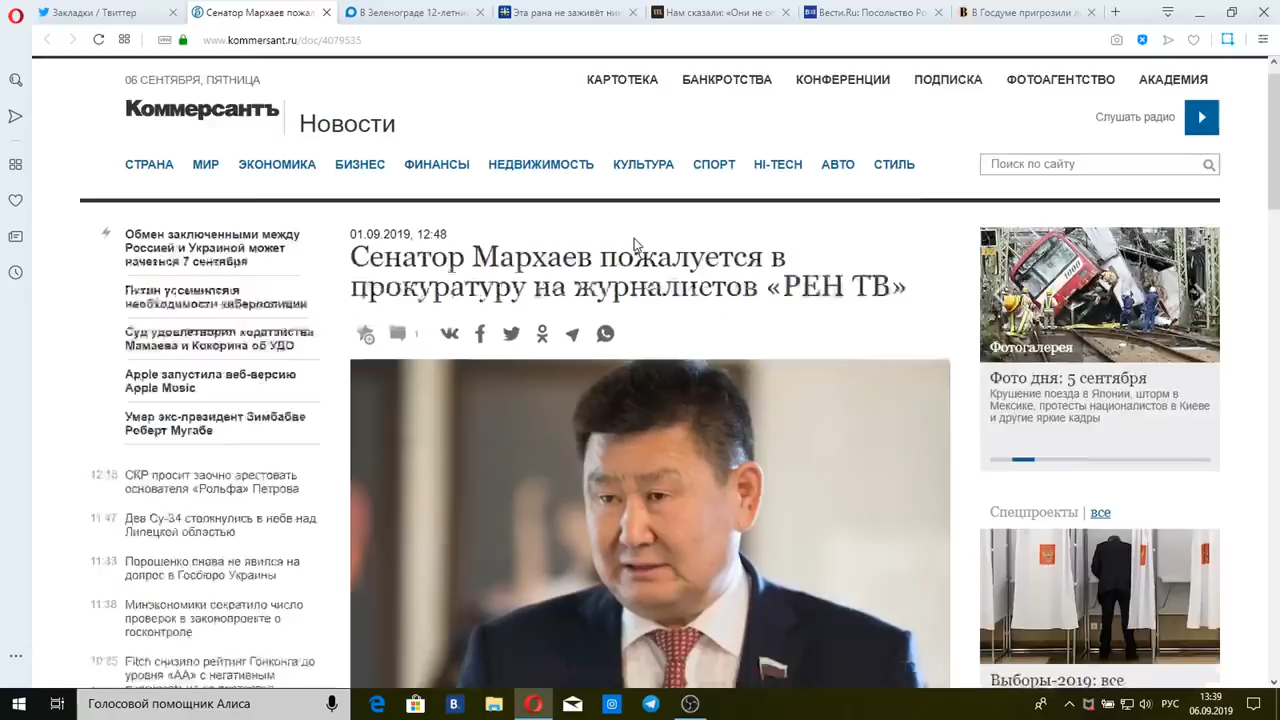 Закладки / Твиттер
Сенатор Мархаев пожал
В Зеленограде 12-летни
Эта рана не заживёт ни
Нам сказали: «Они не о
Вести.Ru: Посольство Ро
В Госдуме пригрозили л
www.kommersant.ru/doc/4079535
06 СЕНТЯБРЯ, ПЯТНИЦА
КАРТОТЕКА БАНКРОТСТВА КОНФЕРЕНЦИИ ПОДПИСКА ФОТОАГЕНТСТВО АКАДЕМИЯ
Коммерсантъ
Новости
Слушать радио
СТРАНА МИР ЭКОНОМИКА БИЗНЕС ФИНАНСЫ НЕДВИЖИМОСТЬ КУЛЬТУРА СПОРТ HI-TECH АВТО СТИЛЬ
Поиск по сайту
Обмен заключенными между
Россией и Украиной может
начаться 7 сентября
Путин усомнился в
необходимости киберполиции
Суд удовлетворил ходатайства
Мамаева и Кокорина об УДО
Apple запустила веб-версию
Apple Music
Умер экс-президент Зимбабве
Роберт Мугабе
СКР просит заочно арестовать
основателя «Рольфа» Петрова
11:47 Два Су-34 столкнулись в небе над
Липецкой областью
11:43 Порошенко снова не явился на
допрос в Госбюро Украины
11:38 Минэкономики сократило число
проверок в законопроекте о
госконтроле
Fitch снизило рейтинг Гонконга до
уровня «АА» с негативным
01.09.2019, 12:48
Сенатор Мархаев пожалуется в
прокуратуру на журналистов «РЕН ТВ»
1
1000
Фотогалерея
Фото дня: 5 сентября
Крушение поезда в Японии, шторм в
Мексике, протесты националистов в Киеве
и другие яркие кадры
Спецпроекты | все
Выборы-2019: все
Голосовой помощник Алиса
РУС
13:39
06.09.2019